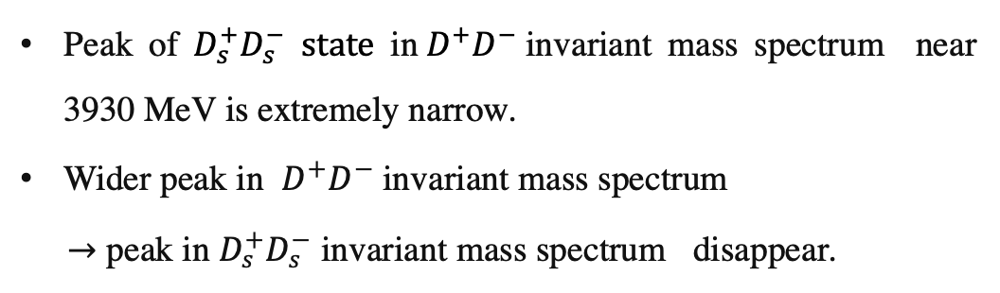 • Peak of $D_s^+ D_s^-$ state in $D^+ D^-$ invariant mass spectrum near
3930 MeV is extremely narrow.
• Wider peak in $D^+ D^-$ invariant mass spectrum
→ peak in $D_s^+ D_s^-$ invariant mass spectrum disappear.